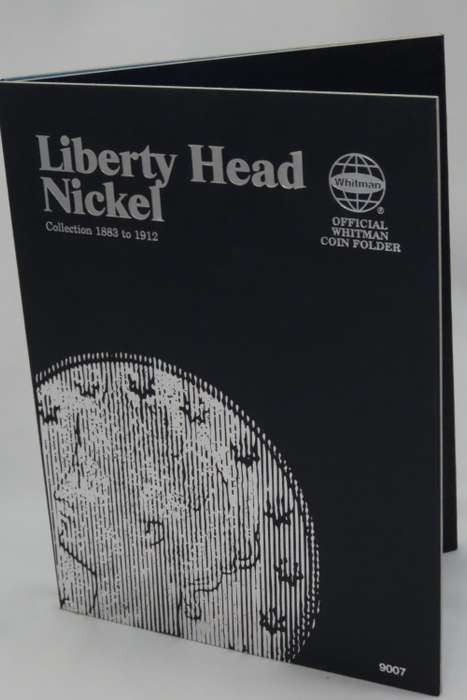 Liberty Head
Nickel
Collection 1883 to 1912
Whitman
®
OFFICIAL
WHITMAN
COIN FOLDER
9007